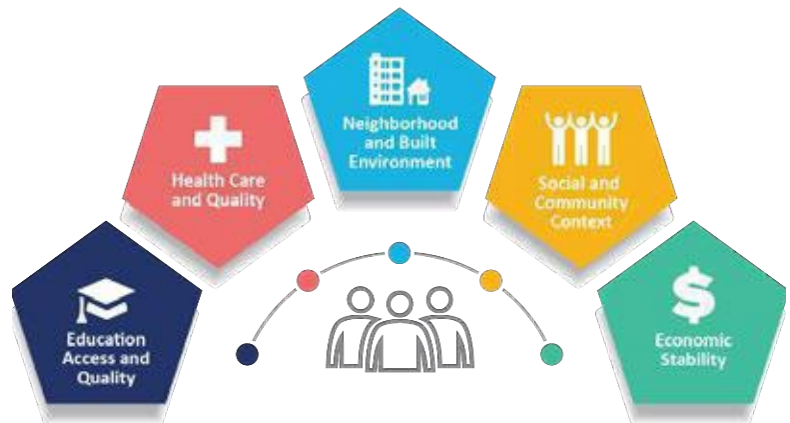 Neighborhood
and Built
Environment
Health Care
and Quality
Social and
Community
Context
Education
Access and
Quality
Economic
Stability